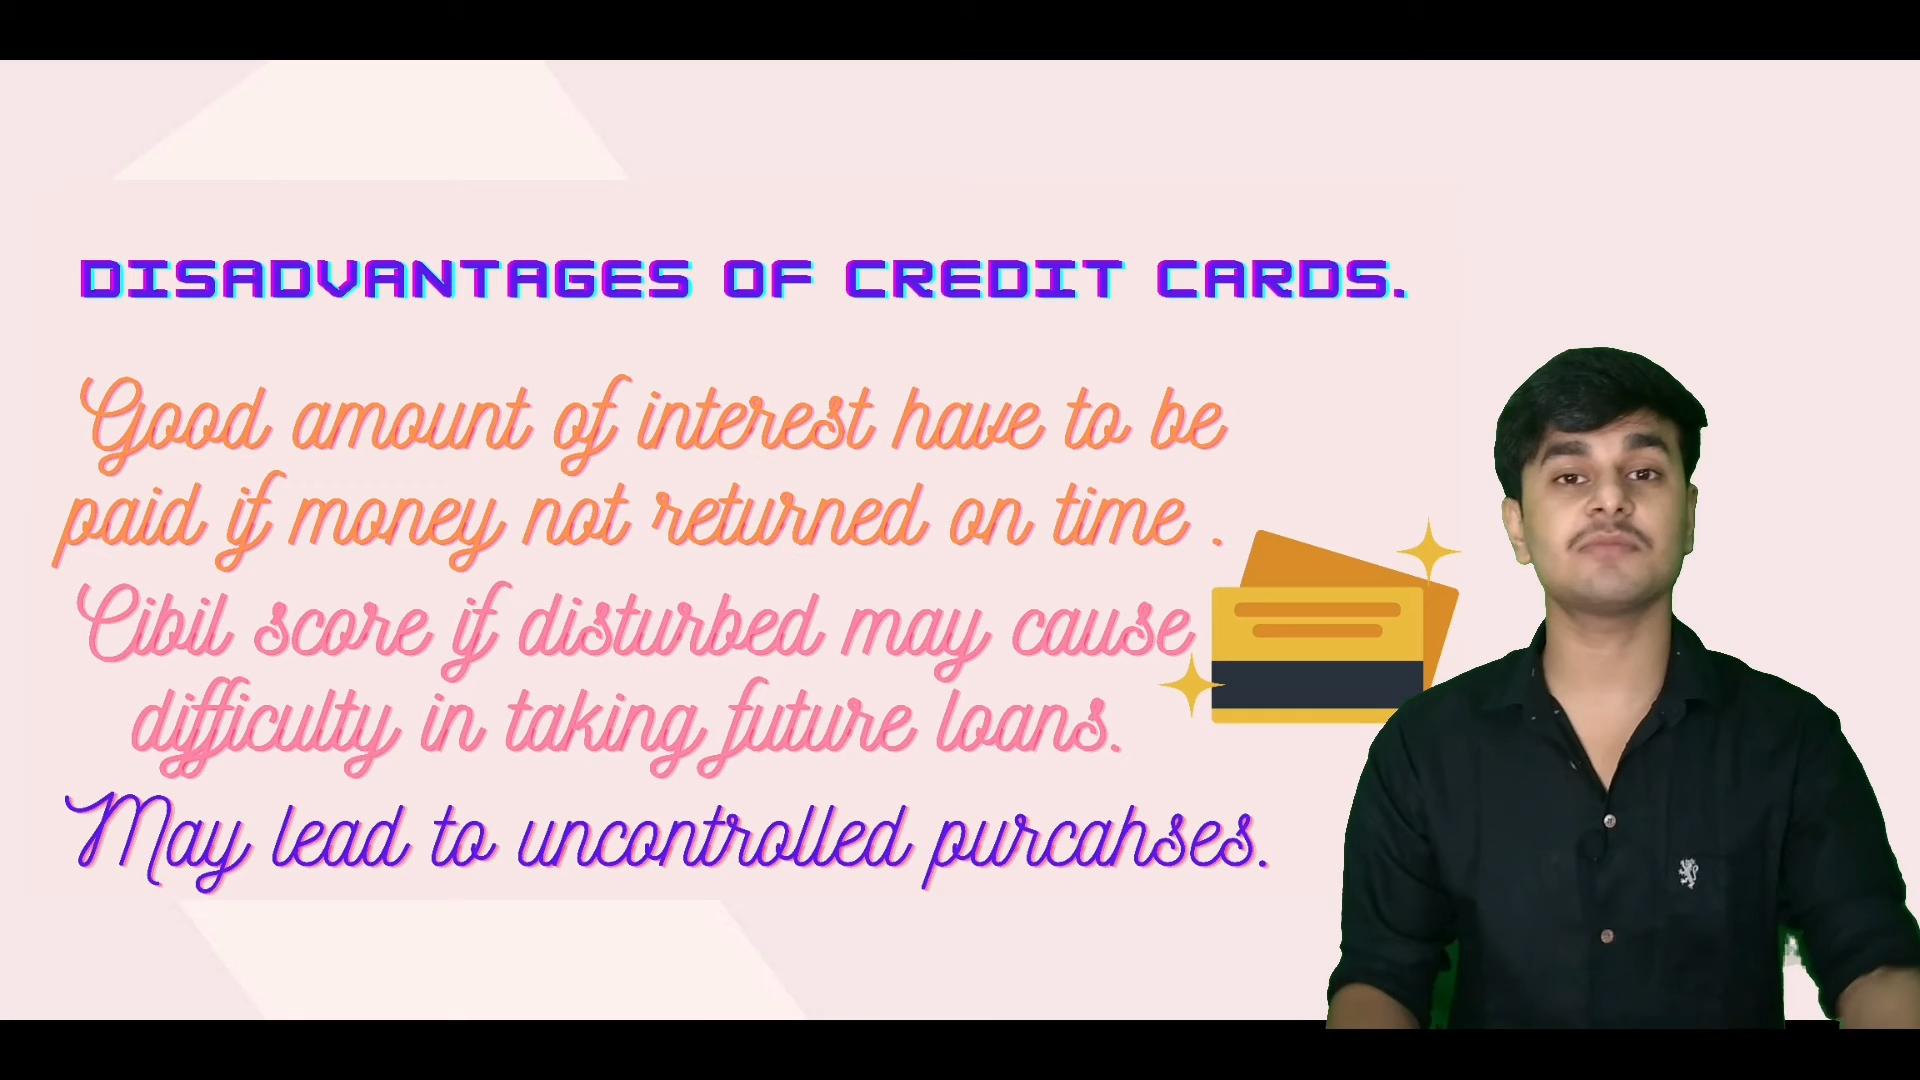 DISADVANTAGES OF CREDIT CARDS.
Good amount of interest have to be
paid if money not returned on time .
Cibil score if disturbed may cause
difficulty in taking future loans.
May lead to uncontrolled purcahses.